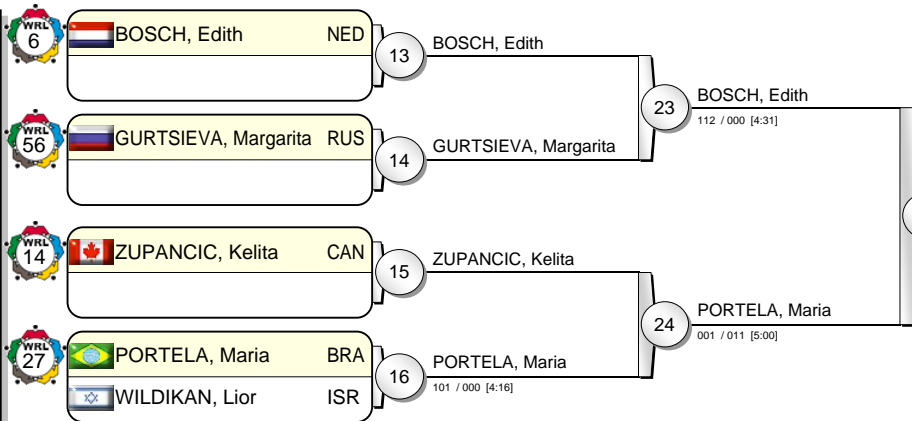 WRL 6 BOSCH, Edith NED
13 BOSCH, Edith
WRL 56 GURTSIEVA, Margarita RUS
14 GURTSIEVA, Margarita
23 BOSCH, Edith
112 / 000 [4:31]
WRL 14 ZUPANCIC, Kelita CAN
15 ZUPANCIC, Kelita
WRL 27 PORTELA, Maria BRA
WILDIKAN, Lior ISR
16 PORTELA, Maria
101 / 000 [4:16]
24 PORTELA, Maria
001 / 011 [5:00]